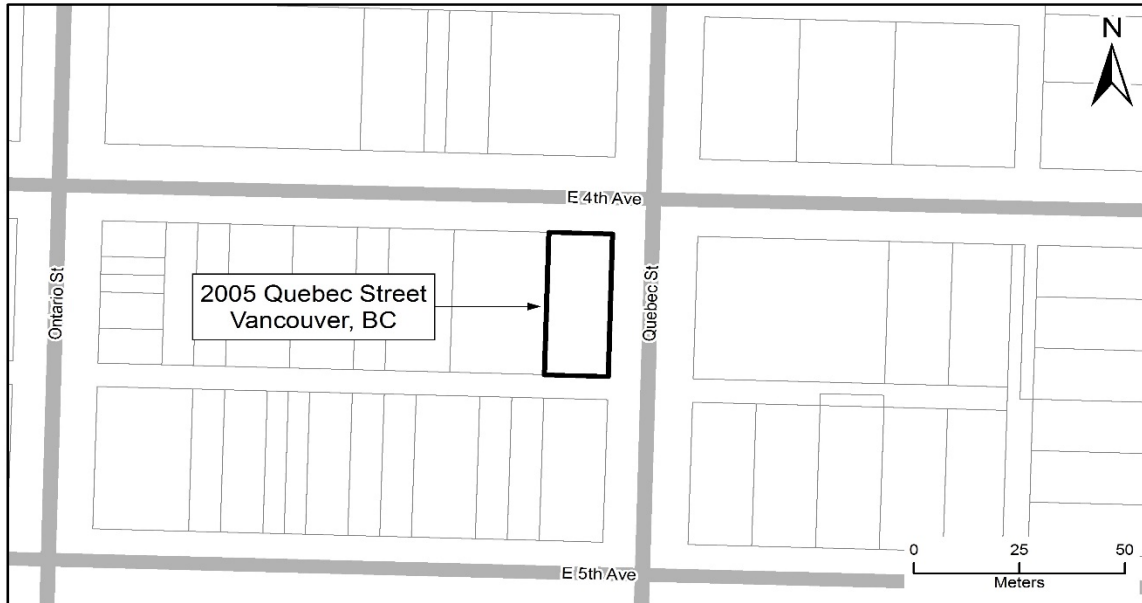 N
E 4th Ave
Ontario St
2005 Quebec Street
Vancouver, BC
Quebec St
E 5th Ave
0 25 50
Meters